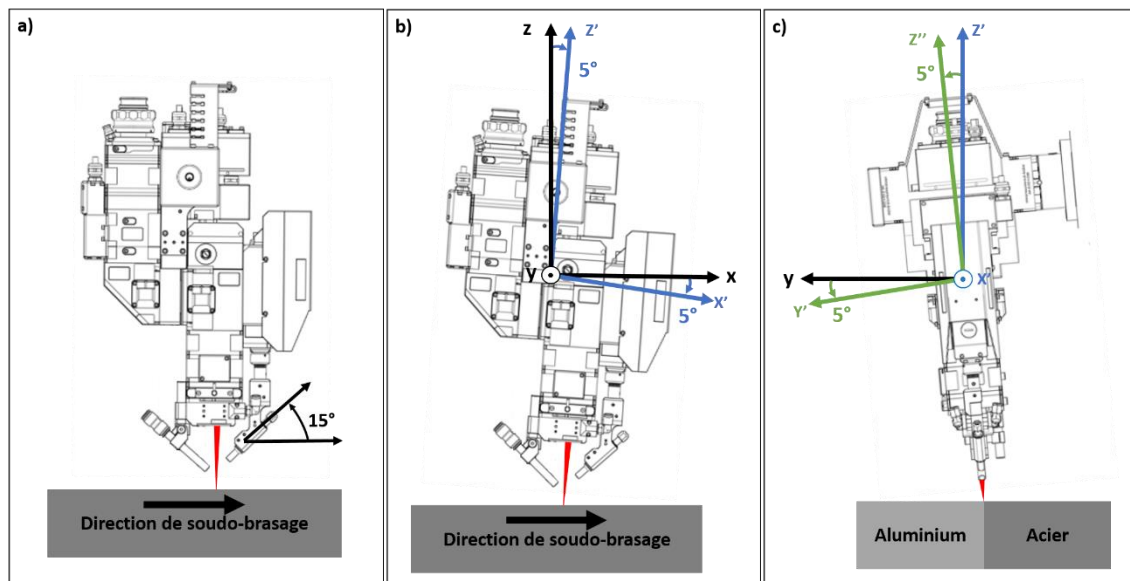 a)
15°
Direction de soudo-brasage
b)
z
Z’
5°
y
x
X’
5°
Direction de soudo-brasage
c)
Z’’
Z’
5°
y
X’
Y’
5°
Aluminium
Acier